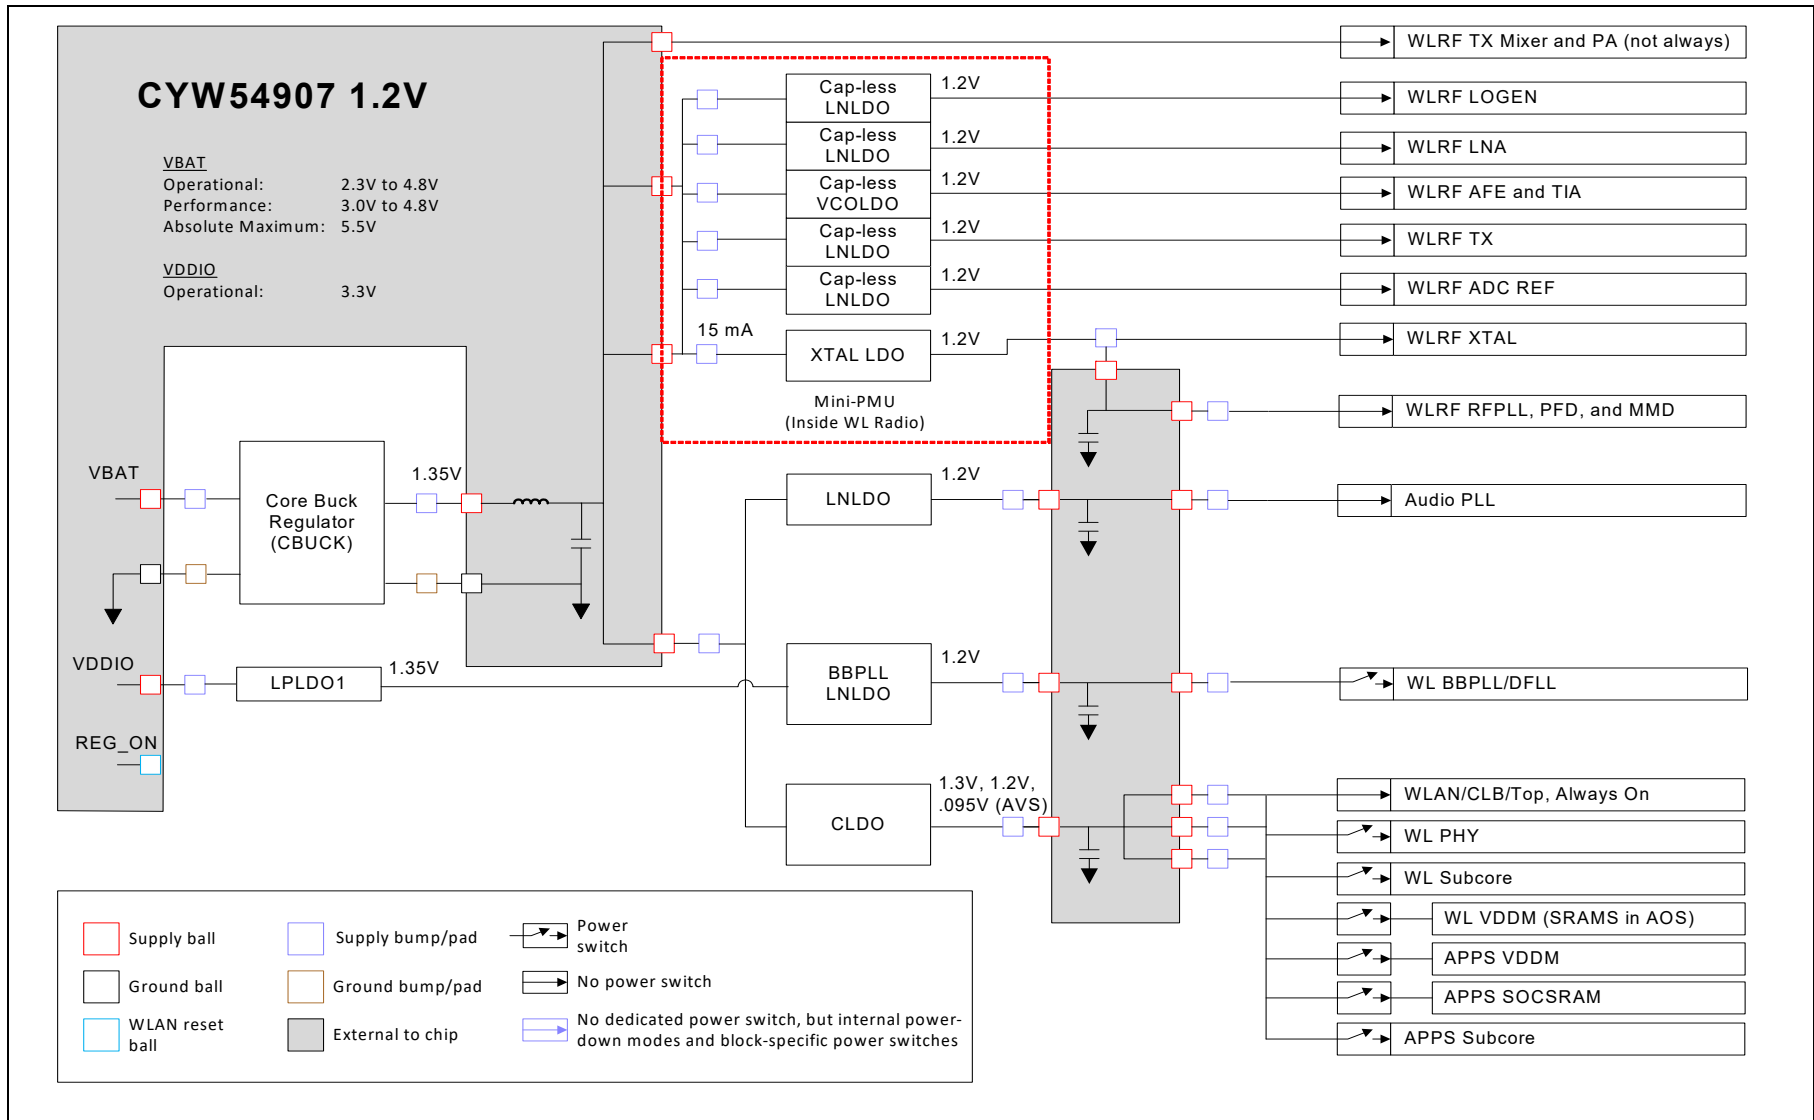 CYW54907 1.2V
VBAT
Operational: 2.3V to 4.8V
Performance: 3.0V to 4.8V
Absolute Maximum: 5.5V
VDDIO
Operational: 3.3V
VBAT
Core Buck
Regulator
(CBUCK)
1.35V
VDDIO
LPLDO1
1.35V
REG_ON
Cap-less
LNLDO
1.2V
Cap-less
LNLDO
1.2V
Cap-less
VCOLDO
1.2V
Cap-less
LNLDO
1.2V
Cap-less
LNLDO
1.2V
15 mA
XTAL LDO
1.2V
Mini-PMU
(Inside WL Radio)
LNLDO
1.2V
BBPLL
LNLDO
1.2V
CLDO
1.3V, 1.2V,
.095V (AVS)
WLRF TX Mixer and PA (not always)
WLRF LOGEN
WLRF LNA
WLRF AFE and TIA
WLRF TX
WLRF ADC REF
WLRF XTAL
WLRF RFPLL, PFD, and MMD
Audio PLL
WL BBPLL/DFLL
WLAN/CLB/Top, Always On
WL PHY
WL Subcore
WL VDDM (SRAMS in AOS)
APPS VDDM
APPS SOCSRAM
APPS Subcore
Supply ball
Ground ball
WLAN reset
ball
Supply bump/pad
Ground bump/pad
External to chip
Power
switch
No power switch
No dedicated power switch, but internal power-
down modes and block-specific power switches